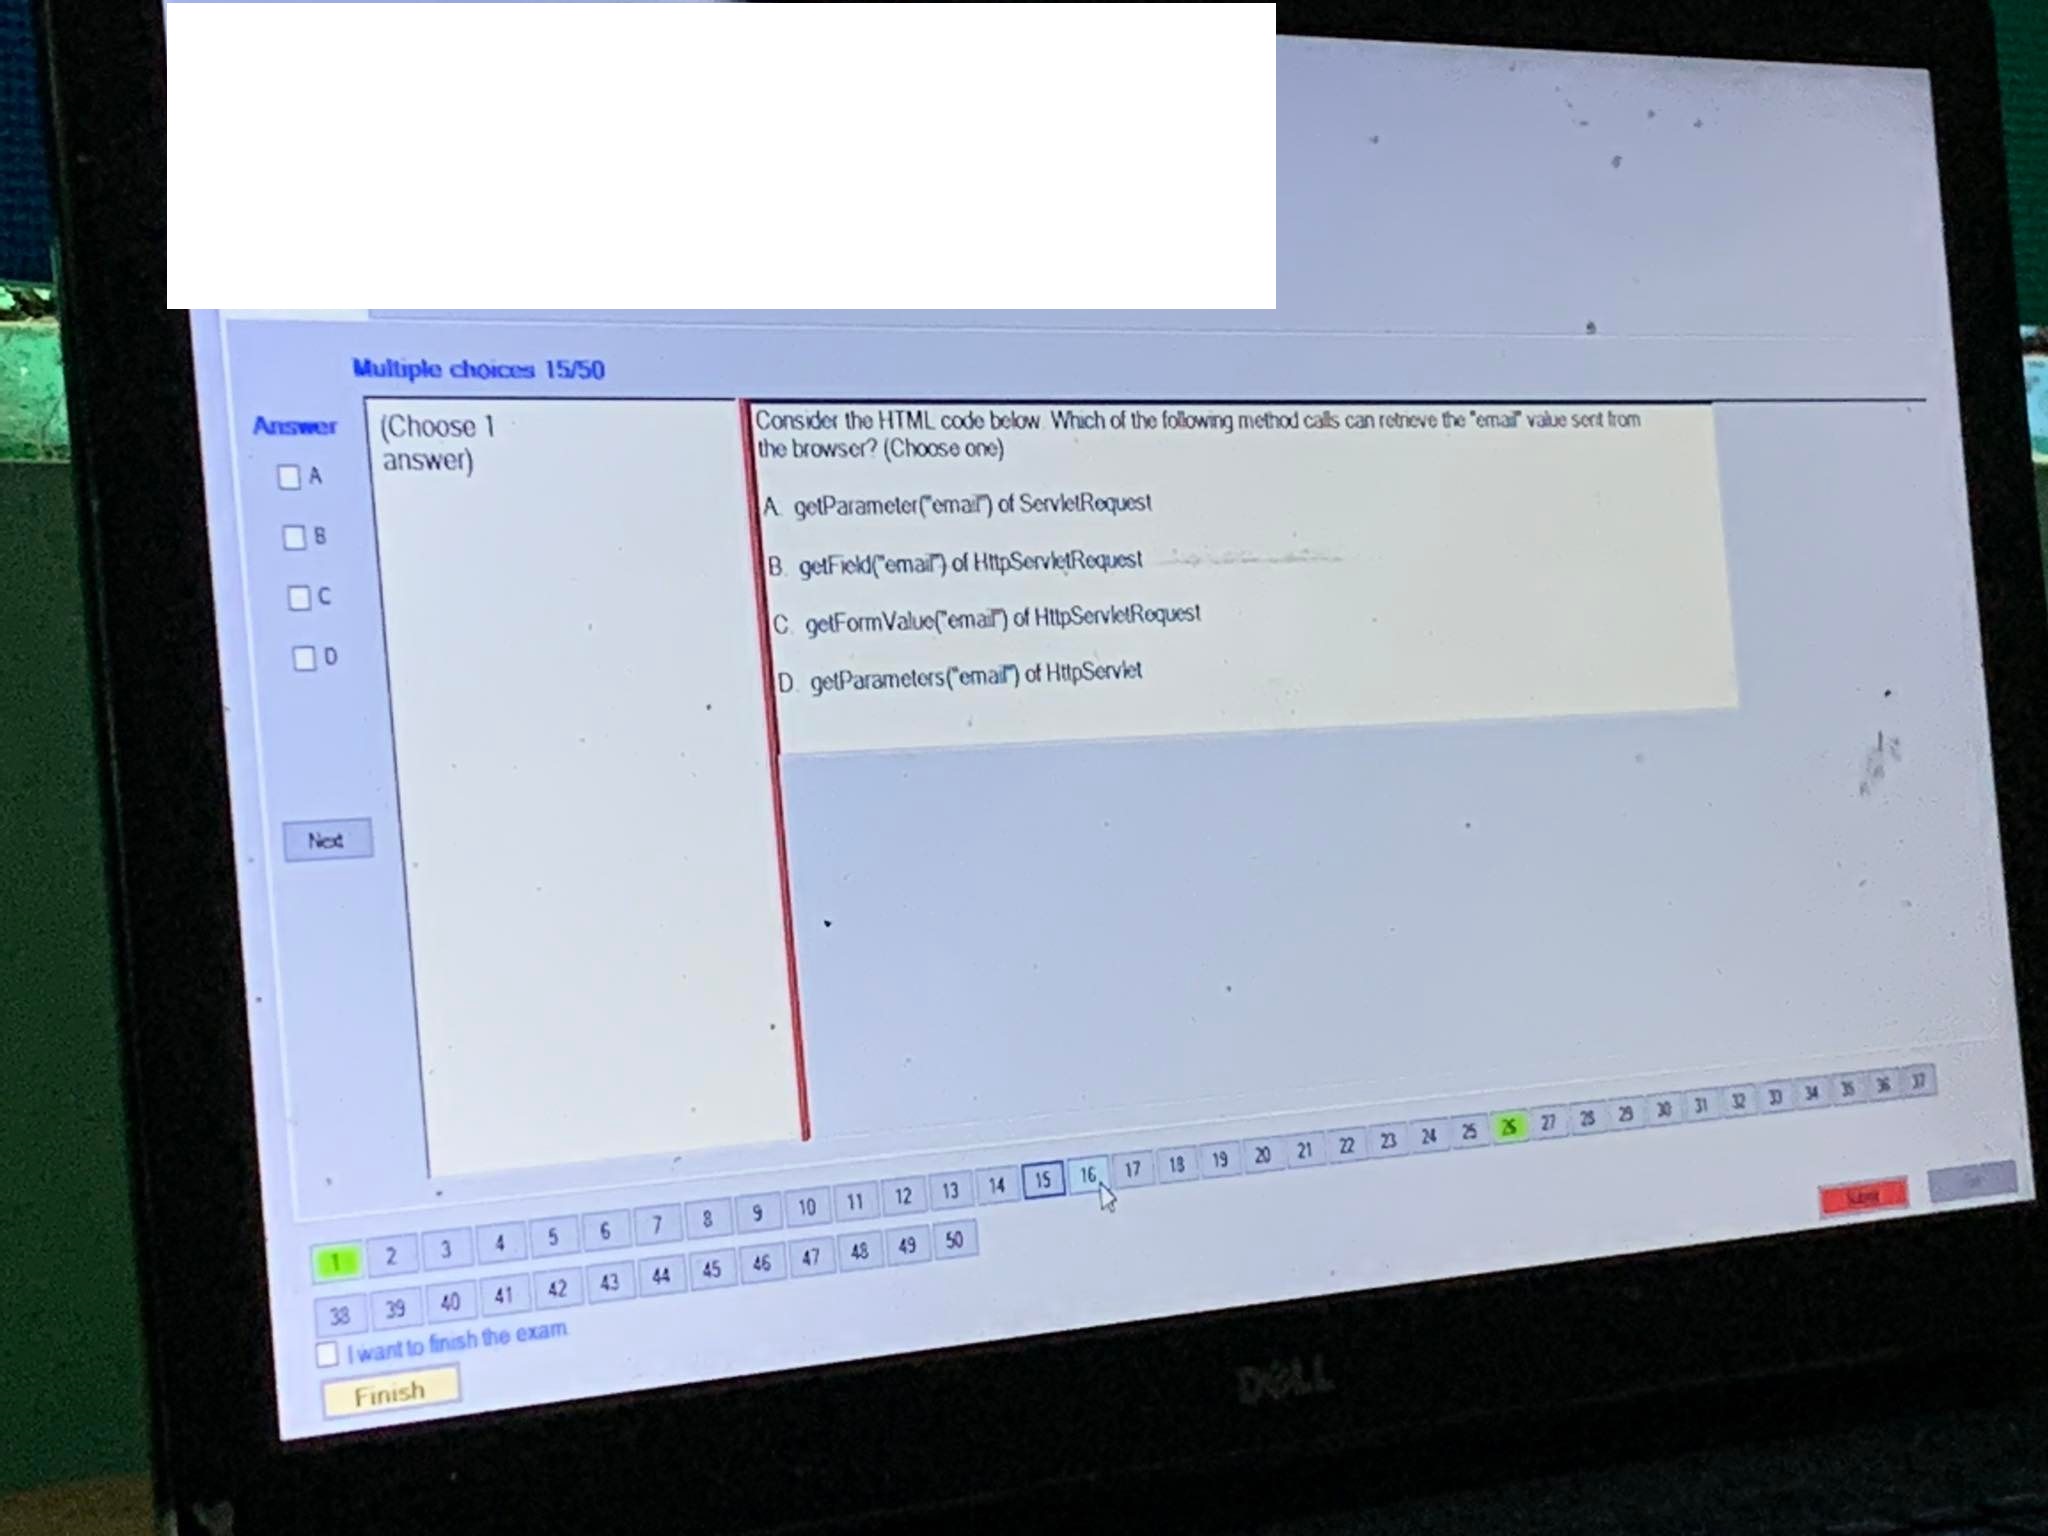 Multiple choices 15/50
Answer
A
B
C
D
Next
(Choose 1
answer)
Consider the HTML code below. Which of the following method calls can retrieve the "email" value sent from
the browser? (Choose one)
A. getParameter("email") of ServletRequest
B. getField("email") of HttpServletRequest
C. getFormValue("email") of HttpServletRequest
D. getParameters("email") of HttpServlet
1 2 3 4 5 6 7 8 9 10 11 12 13 14 15 16 17 18 19 20 21 22 23 24 25 26 27 28 29 30 31 32 33 34 35 36 37
38 39 40 41 42 43 44 45 46 47 48 49 50
Submit
I want to finish the exam
Finish
DELL